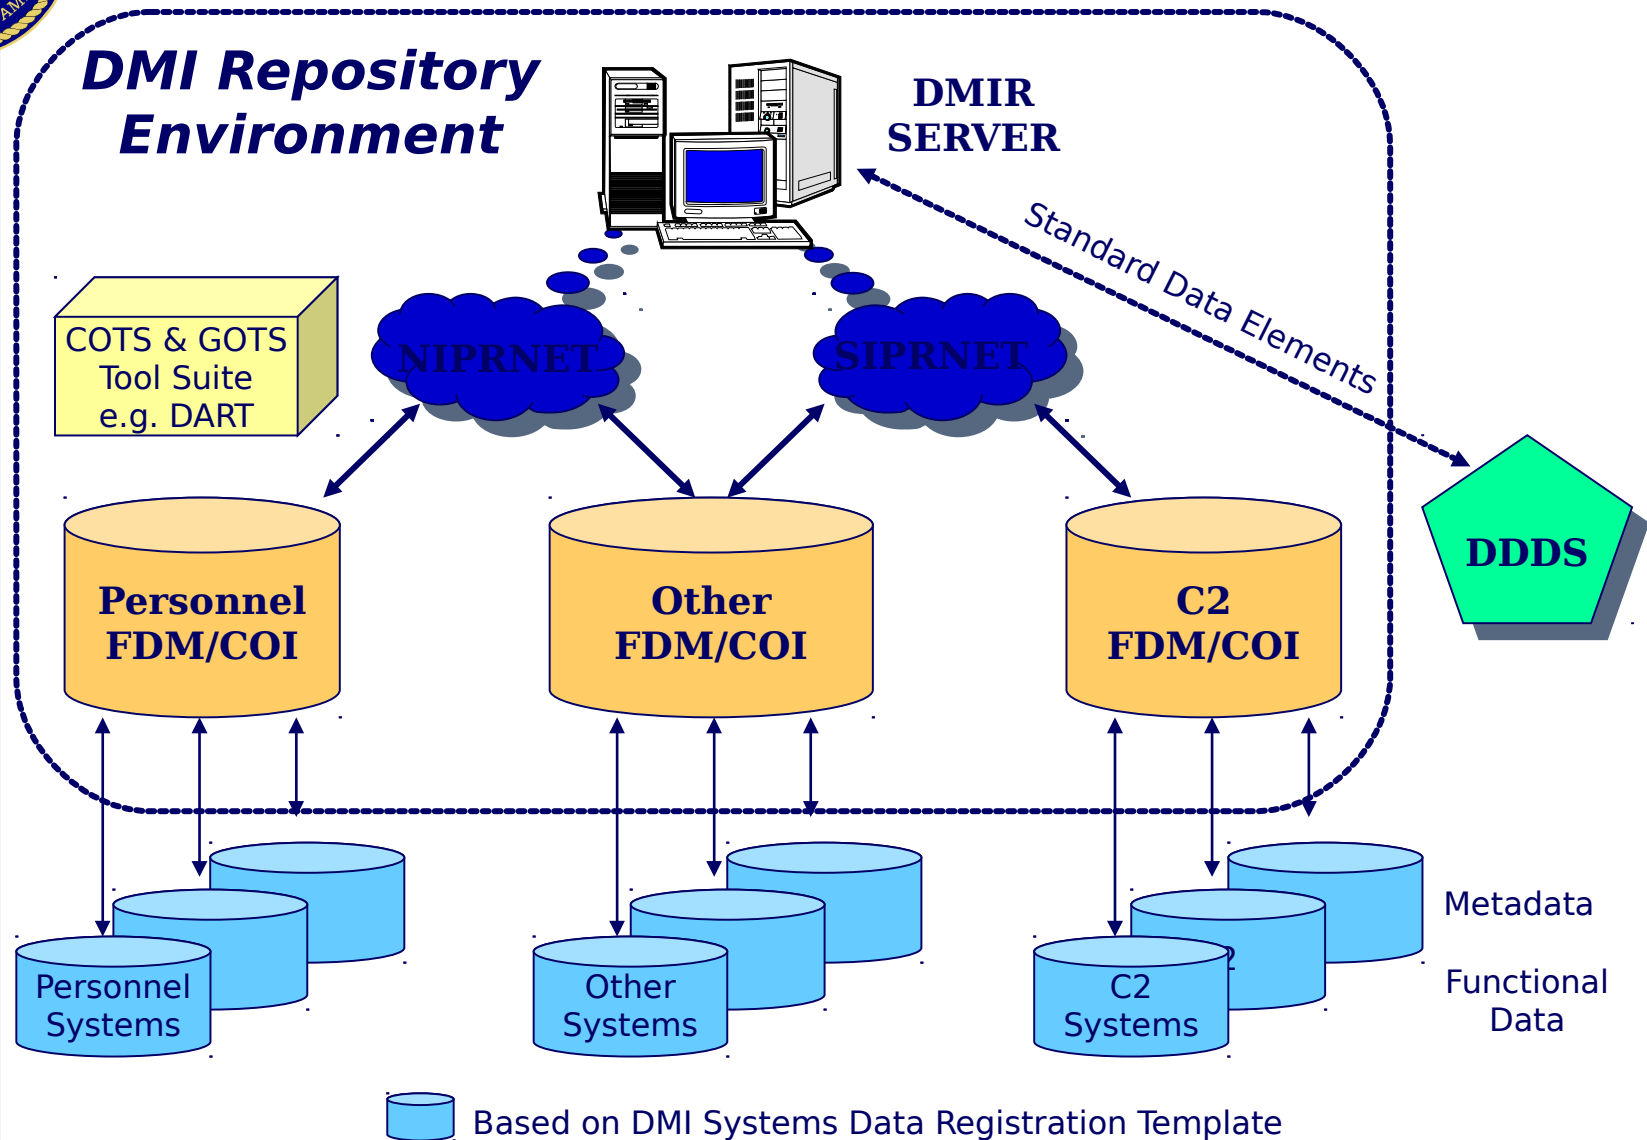 AM
DMI Repository
Environment
DMIR
SERVER
Standard Data Elements
COTS & GOTS
Tool Suite
e.g. DART
NIPRNET
SIPRNET
DDDS
Personnel
FDM/COI
Other
FDM/COI
C2
FDM/COI
Metadata
Personnel
Systems
Other
Systems
2
C2
Systems
Functional
Data
Based on DMI Systems Data Registration Template